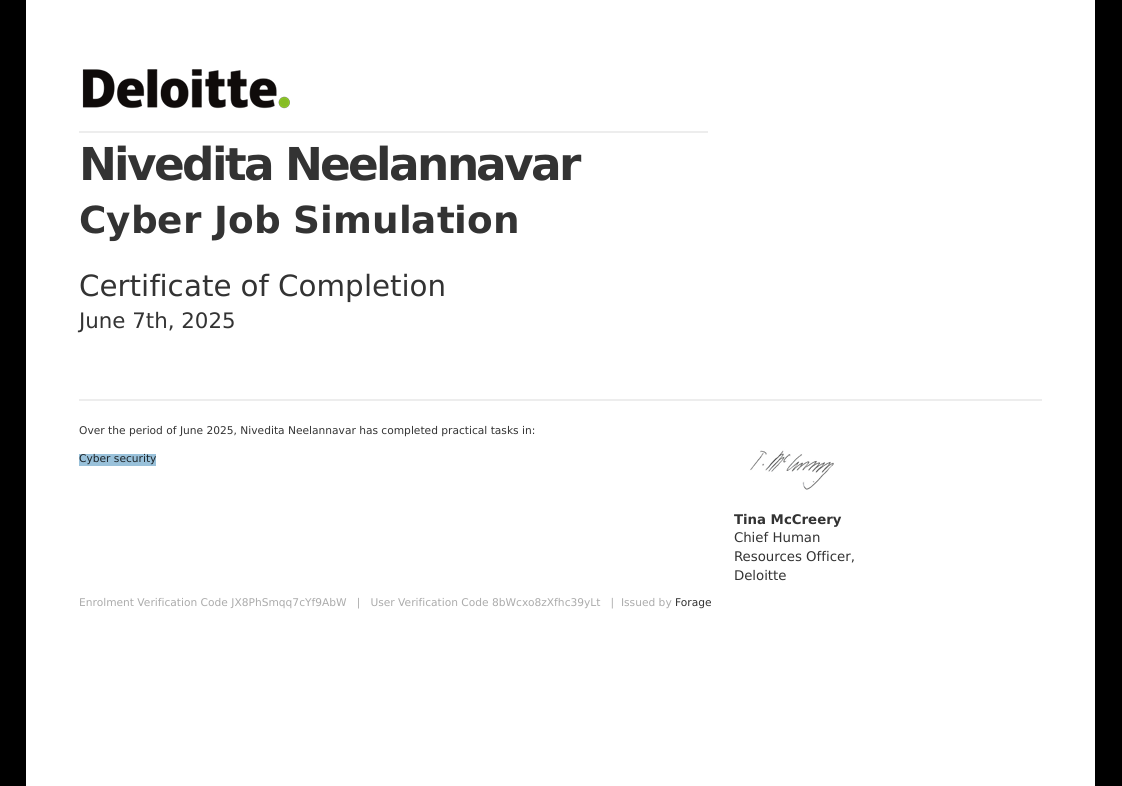 Deloitte.
Nivedita Neelannavar
Cyber Job Simulation
Certificate of Completion
June 7th, 2025
Over the period of June 2025, Nivedita Neelannavar has completed practical tasks in:
Cyber security
T. McCreery
Tina McCreery
Chief Human
Resources Officer,
Deloitte
Enrolment Verification Code JX8PhSmqq7cYf9AbW | User Verification Code 8bWcxo8zXfhc39yLt | Issued by Forage